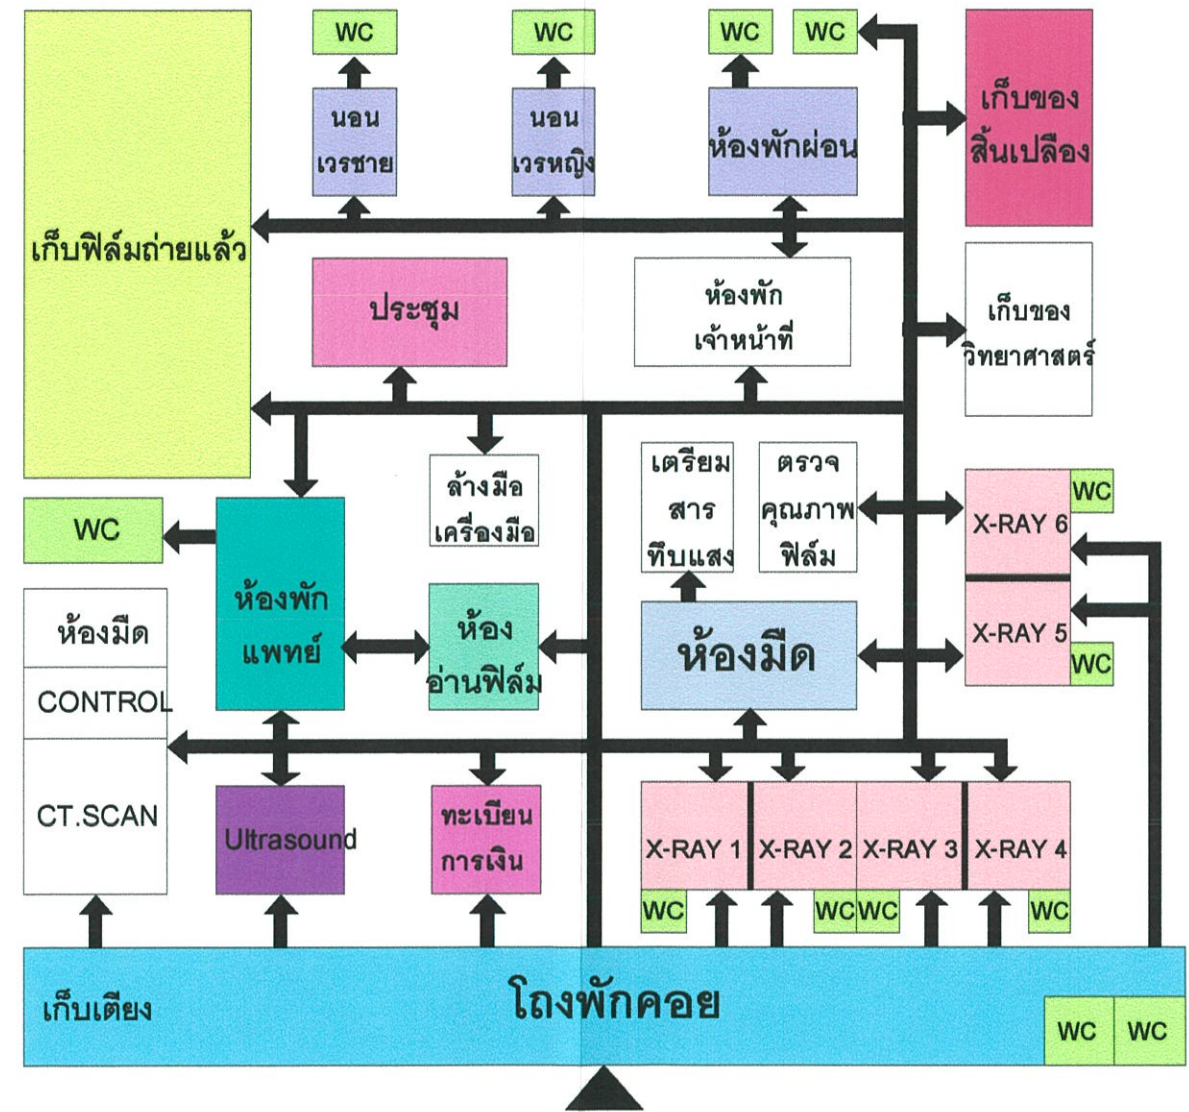 WC
WC
WC
WC
นอน
เวรชาย
นอน
เวรหญิง
ห้องพักผ่อน
เก็บของ
สิ้นเปลือง
เก็บฟิล์มถ่ายแล้ว
ประชุม
ห้องพัก
เจ้าหน้าที่
เก็บของ
วิทยาศาสตร์
ล้างมือ
เครื่องมือ
เตรียม
สาร
ทึบแสง
ตรวจ
คุณภาพ
ฟิล์ม
X-RAY 6
WC
WC
ห้องพัก
แพทย์
ห้อง
อ่านฟิล์ม
ห้องมืด
X-RAY 5
WC
ห้องมืด
CONTROL
CT.SCAN
Ultrasound
ทะเบียน
การเงิน
X-RAY 1
X-RAY 2
X-RAY 3
X-RAY 4
WC
WC
WC
WC
เก็บเตียง
โถงพักคอย
WC
WC